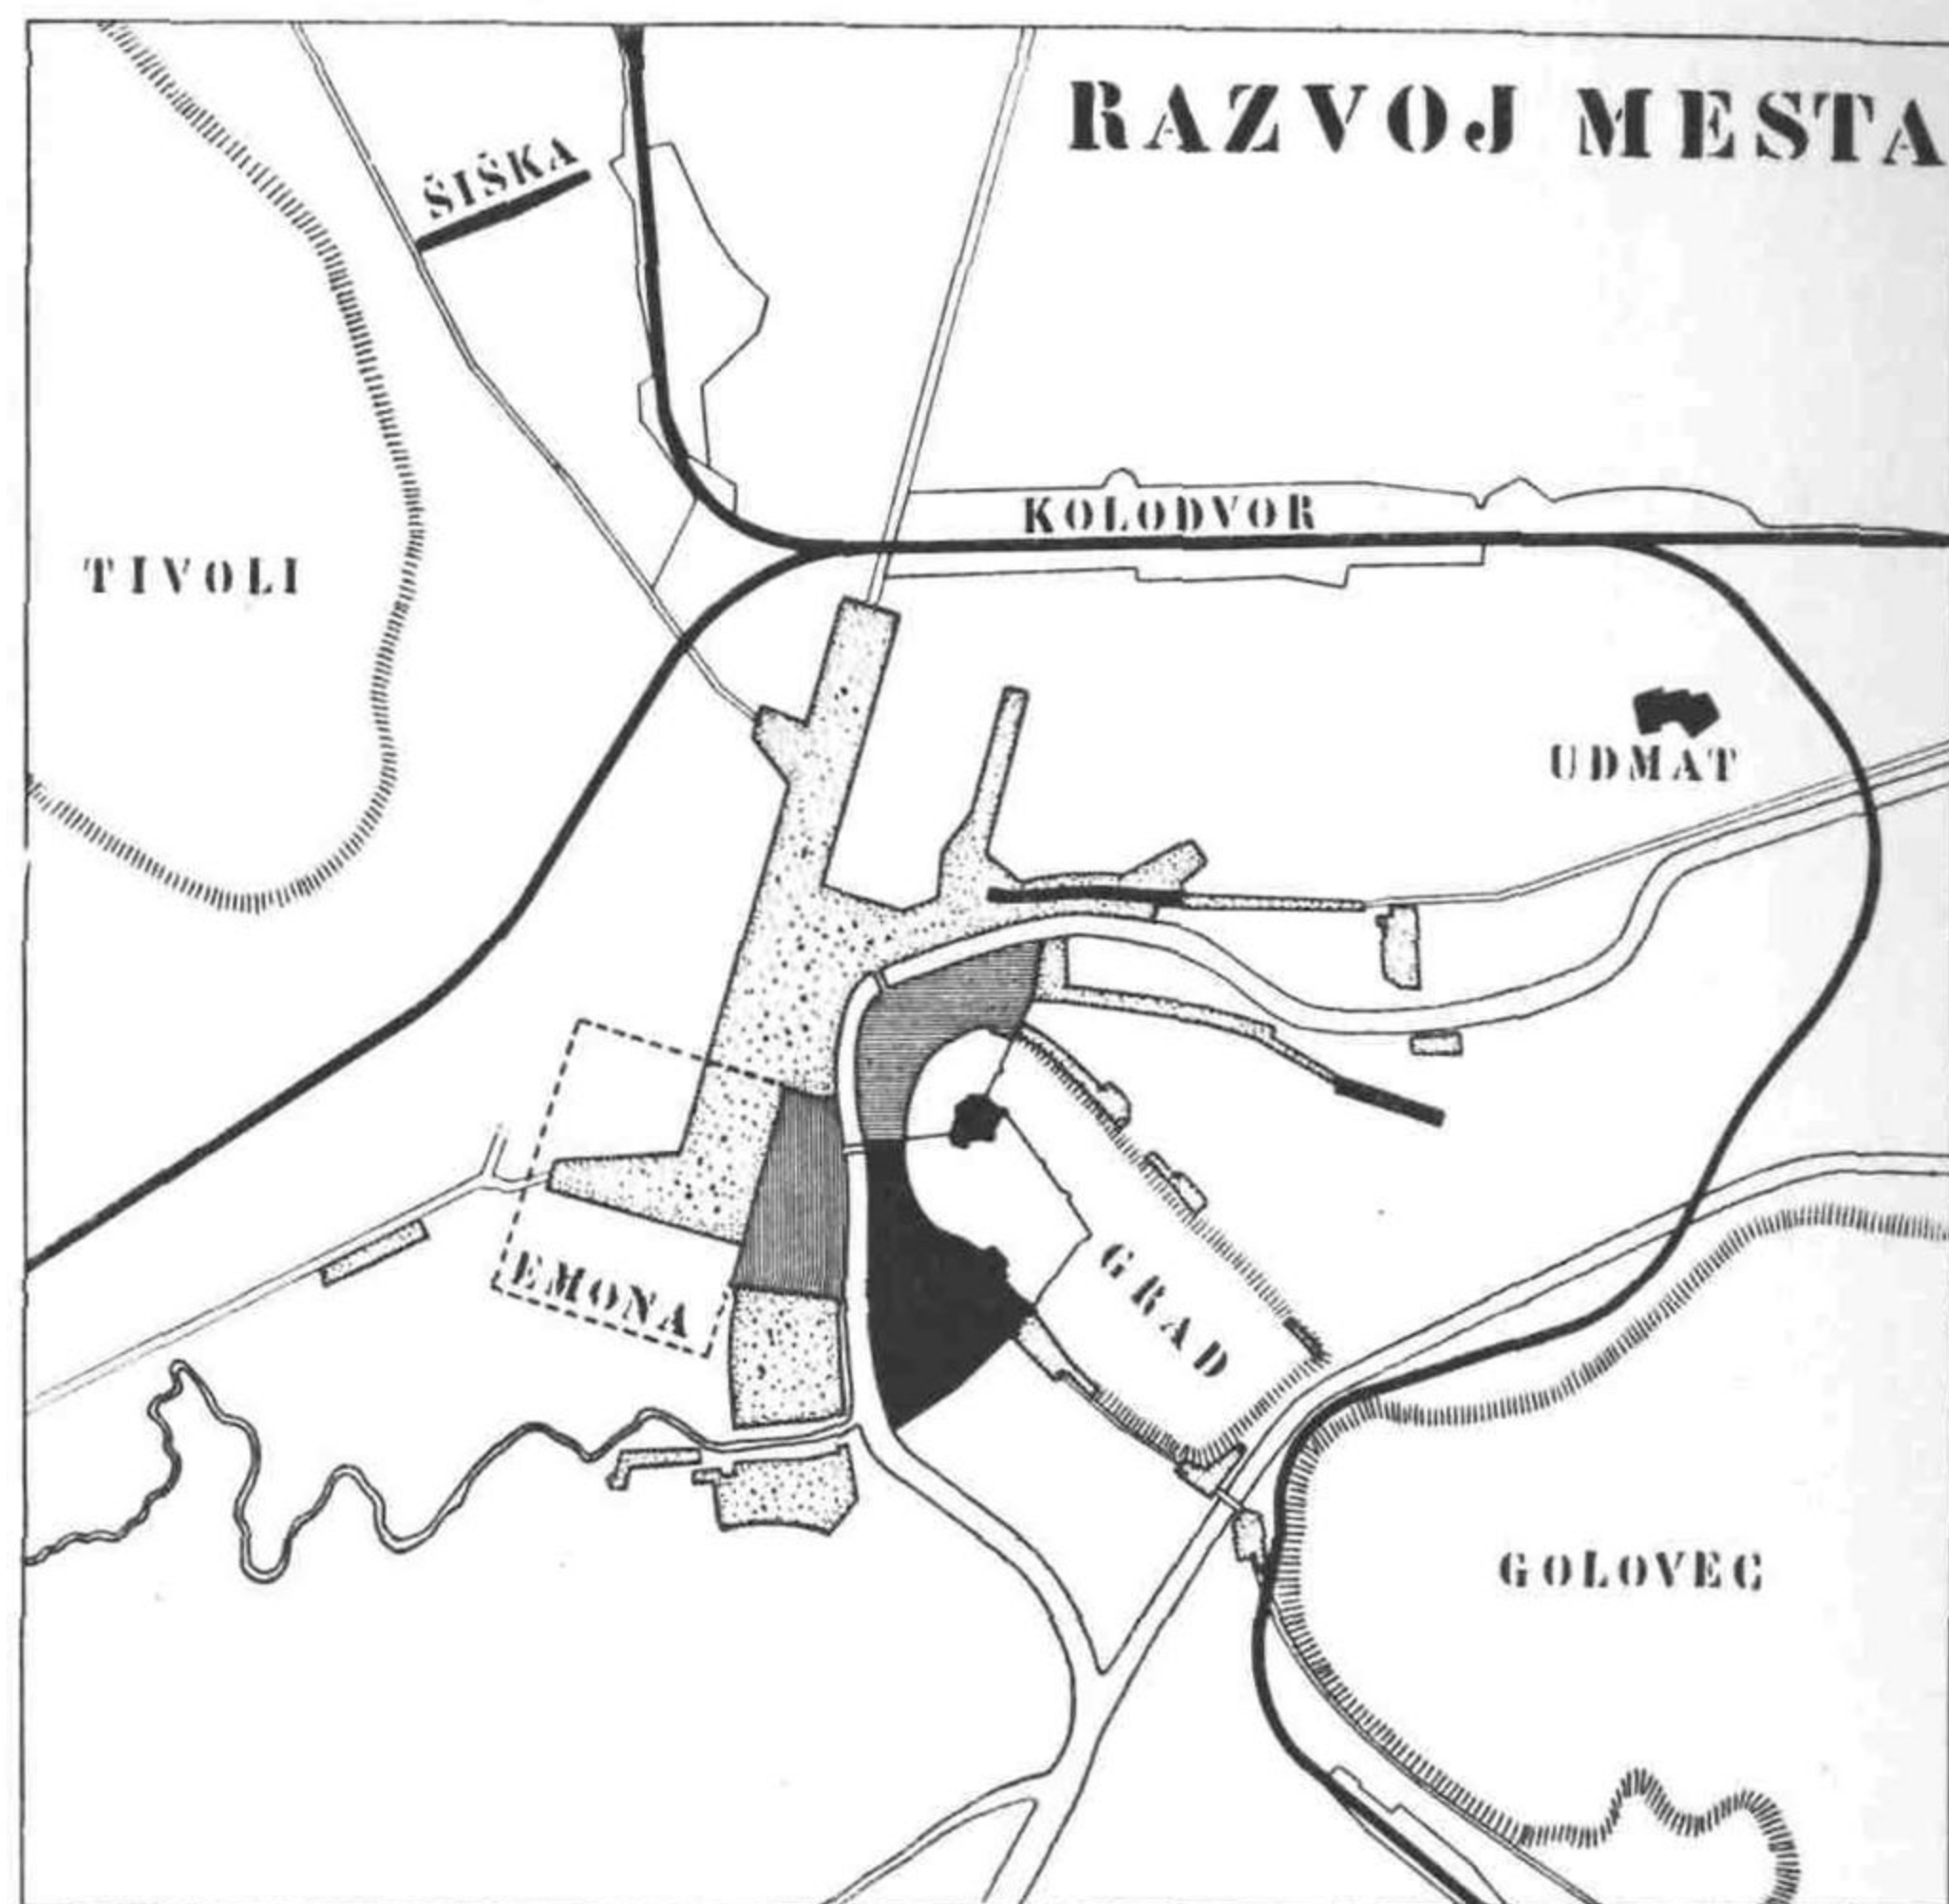 RAZVOJ MESTA
ŠIŠKA
KOLODVOR
TIVOLI
UDMAT
EMONA
GRAD
GOLOVEC